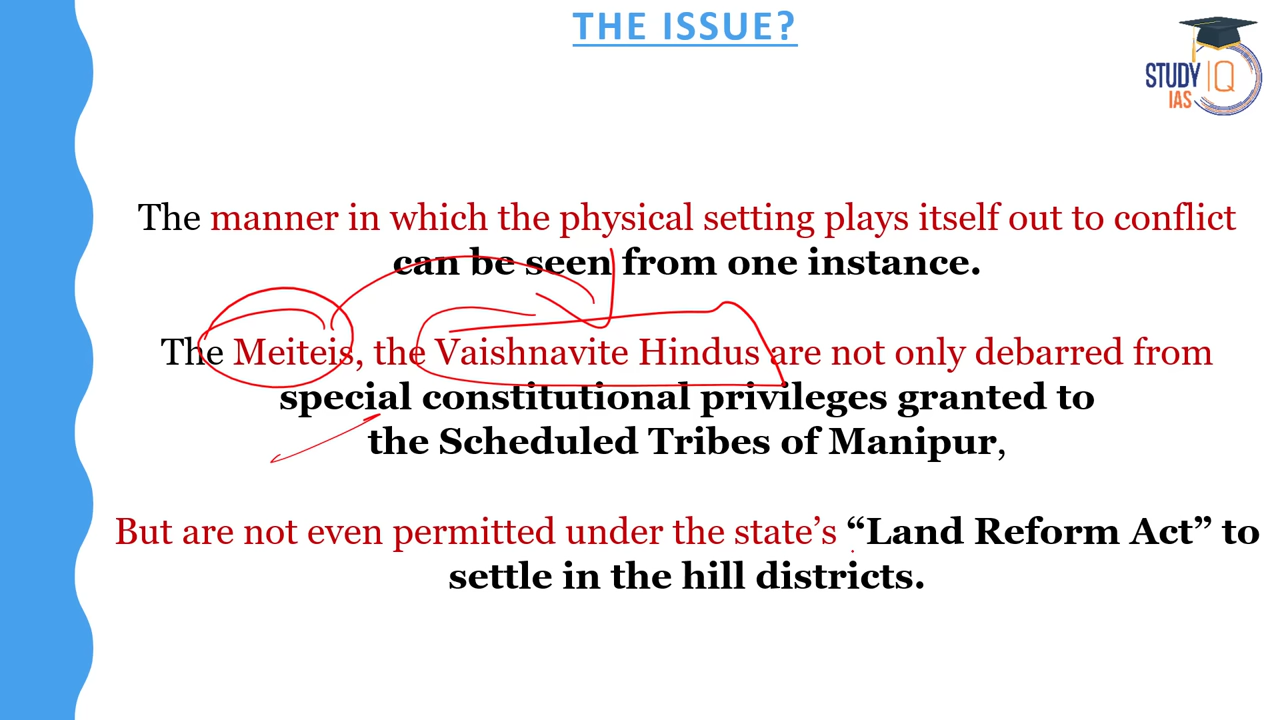 THE ISSUE?
STUDY IQ
IAS
The manner in which the physical setting plays itself out to conflict
can be seen from one instance.
The Meiteis, the Vaishnavite Hindus are not only debarred from
special constitutional privileges granted to
the Scheduled Tribes of Manipur,
But are not even permitted under the state’s “Land Reform Act” to
settle in the hill districts.